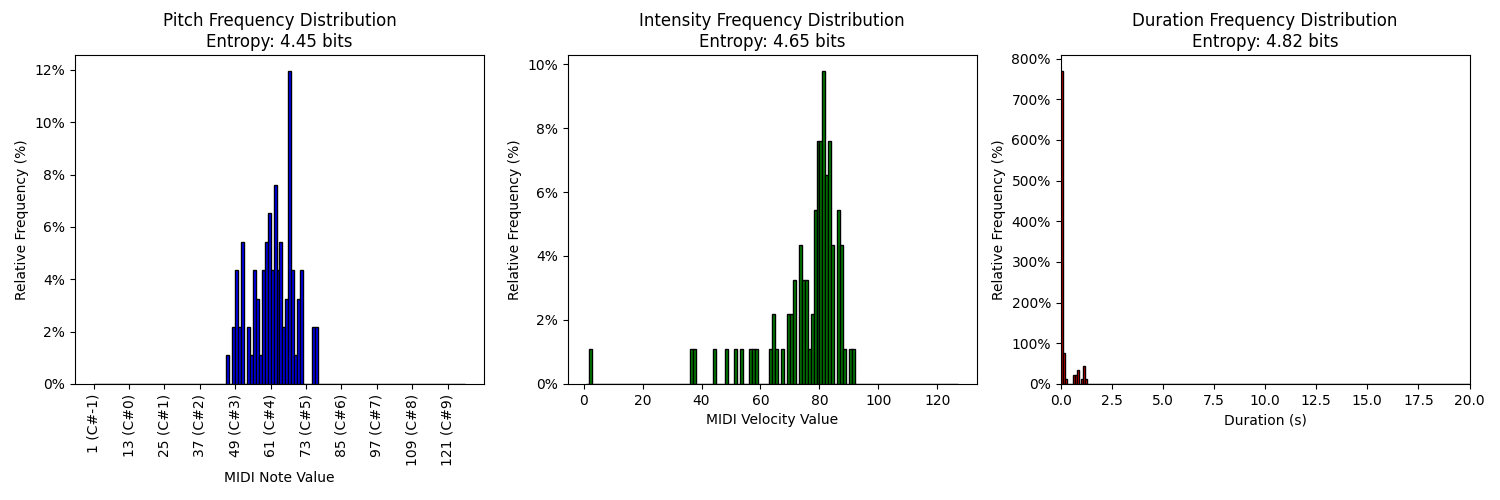 Pitch Frequency Distribution
Entropy: 4.45 bits
Relative Frequency (%)
12%
10%
8%
6%
4%
2%
0%
1 (C#-1)
13 (C#0)
25 (C#1)
37 (C#2)
49 (C#3)
61 (C#4)
73 (C#5)
85 (C#6)
97 (C#7)
109 (C#8)
121 (C#9)
MIDI Note Value
Intensity Frequency Distribution
Entropy: 4.65 bits
Relative Frequency (%)
10%
8%
6%
4%
2%
0%
0 20 40 60 80 100 120
MIDI Velocity Value
Duration Frequency Distribution
Entropy: 4.82 bits
Relative Frequency (%)
800%
700%
600%
500%
400%
300%
200%
100%
0%
0.0 2.5 5.0 7.5 10.0 12.5 15.0 17.5 20.0
Duration (s)